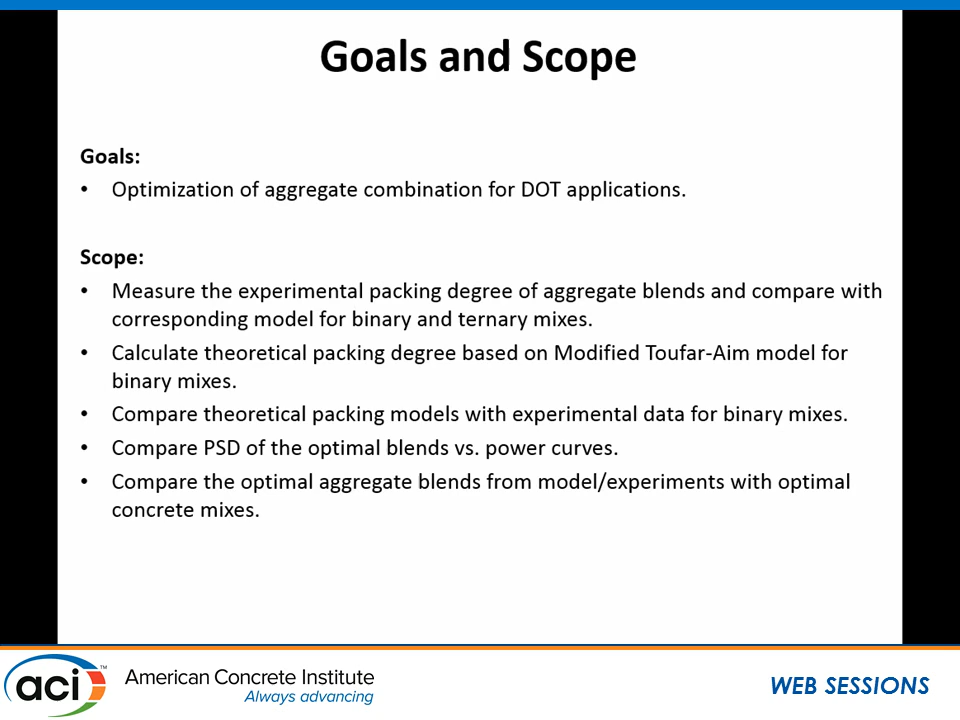 Goals and Scope
Goals:
• Optimization of aggregate combination for DOT applications.
Scope:
• Measure the experimental packing degree of aggregate blends and compare with
corresponding model for binary and ternary mixes.
• Calculate theoretical packing degree based on Modified Toufar-Aim model for
binary mixes.
• Compare theoretical packing models with experimental data for binary mixes.
• Compare PSD of the optimal blends vs. power curves.
• Compare the optimal aggregate blends from model/experiments with optimal
concrete mixes.
aci™
American Concrete Institute
Always advancing
WEB SESSIONS